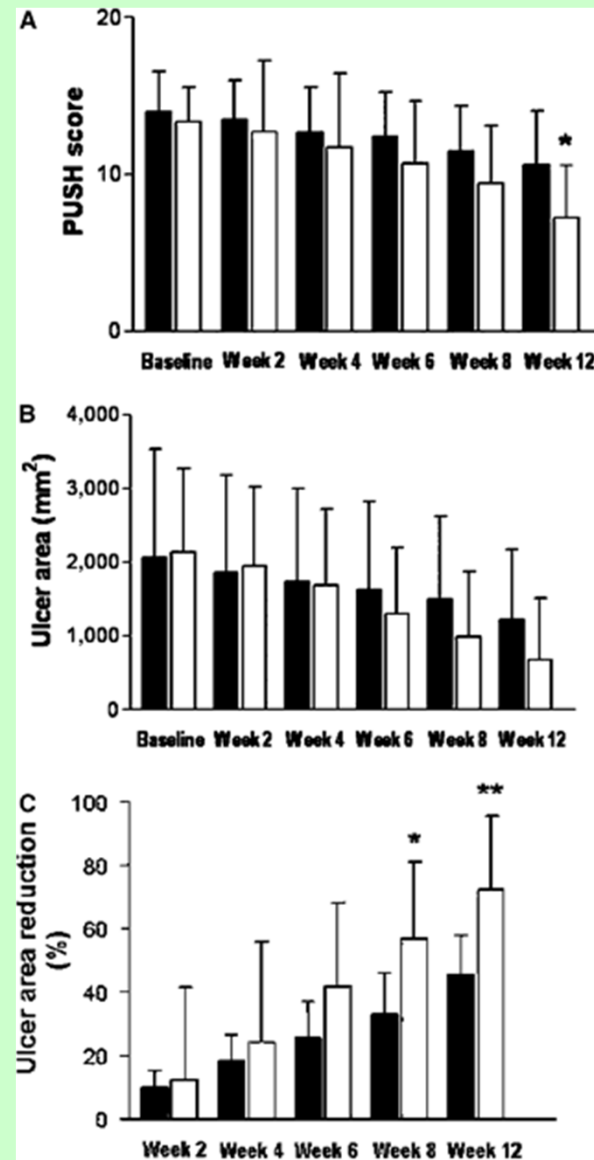 A
20
10
0
PUSH score
*
Baseline Week 2 Week 4 Week 6 Week 8 Week 12
B
4,000
3,000
2,000
1,000
0
Ulcer area (mm²)
Baseline Week 2 Week 4 Week 6 Week 8 Week 12
C
100
80
60
40
20
0
Ulcer area reduction
(%)
*
**
Week 2 Week 4 Week 6 Week 8 Week 12